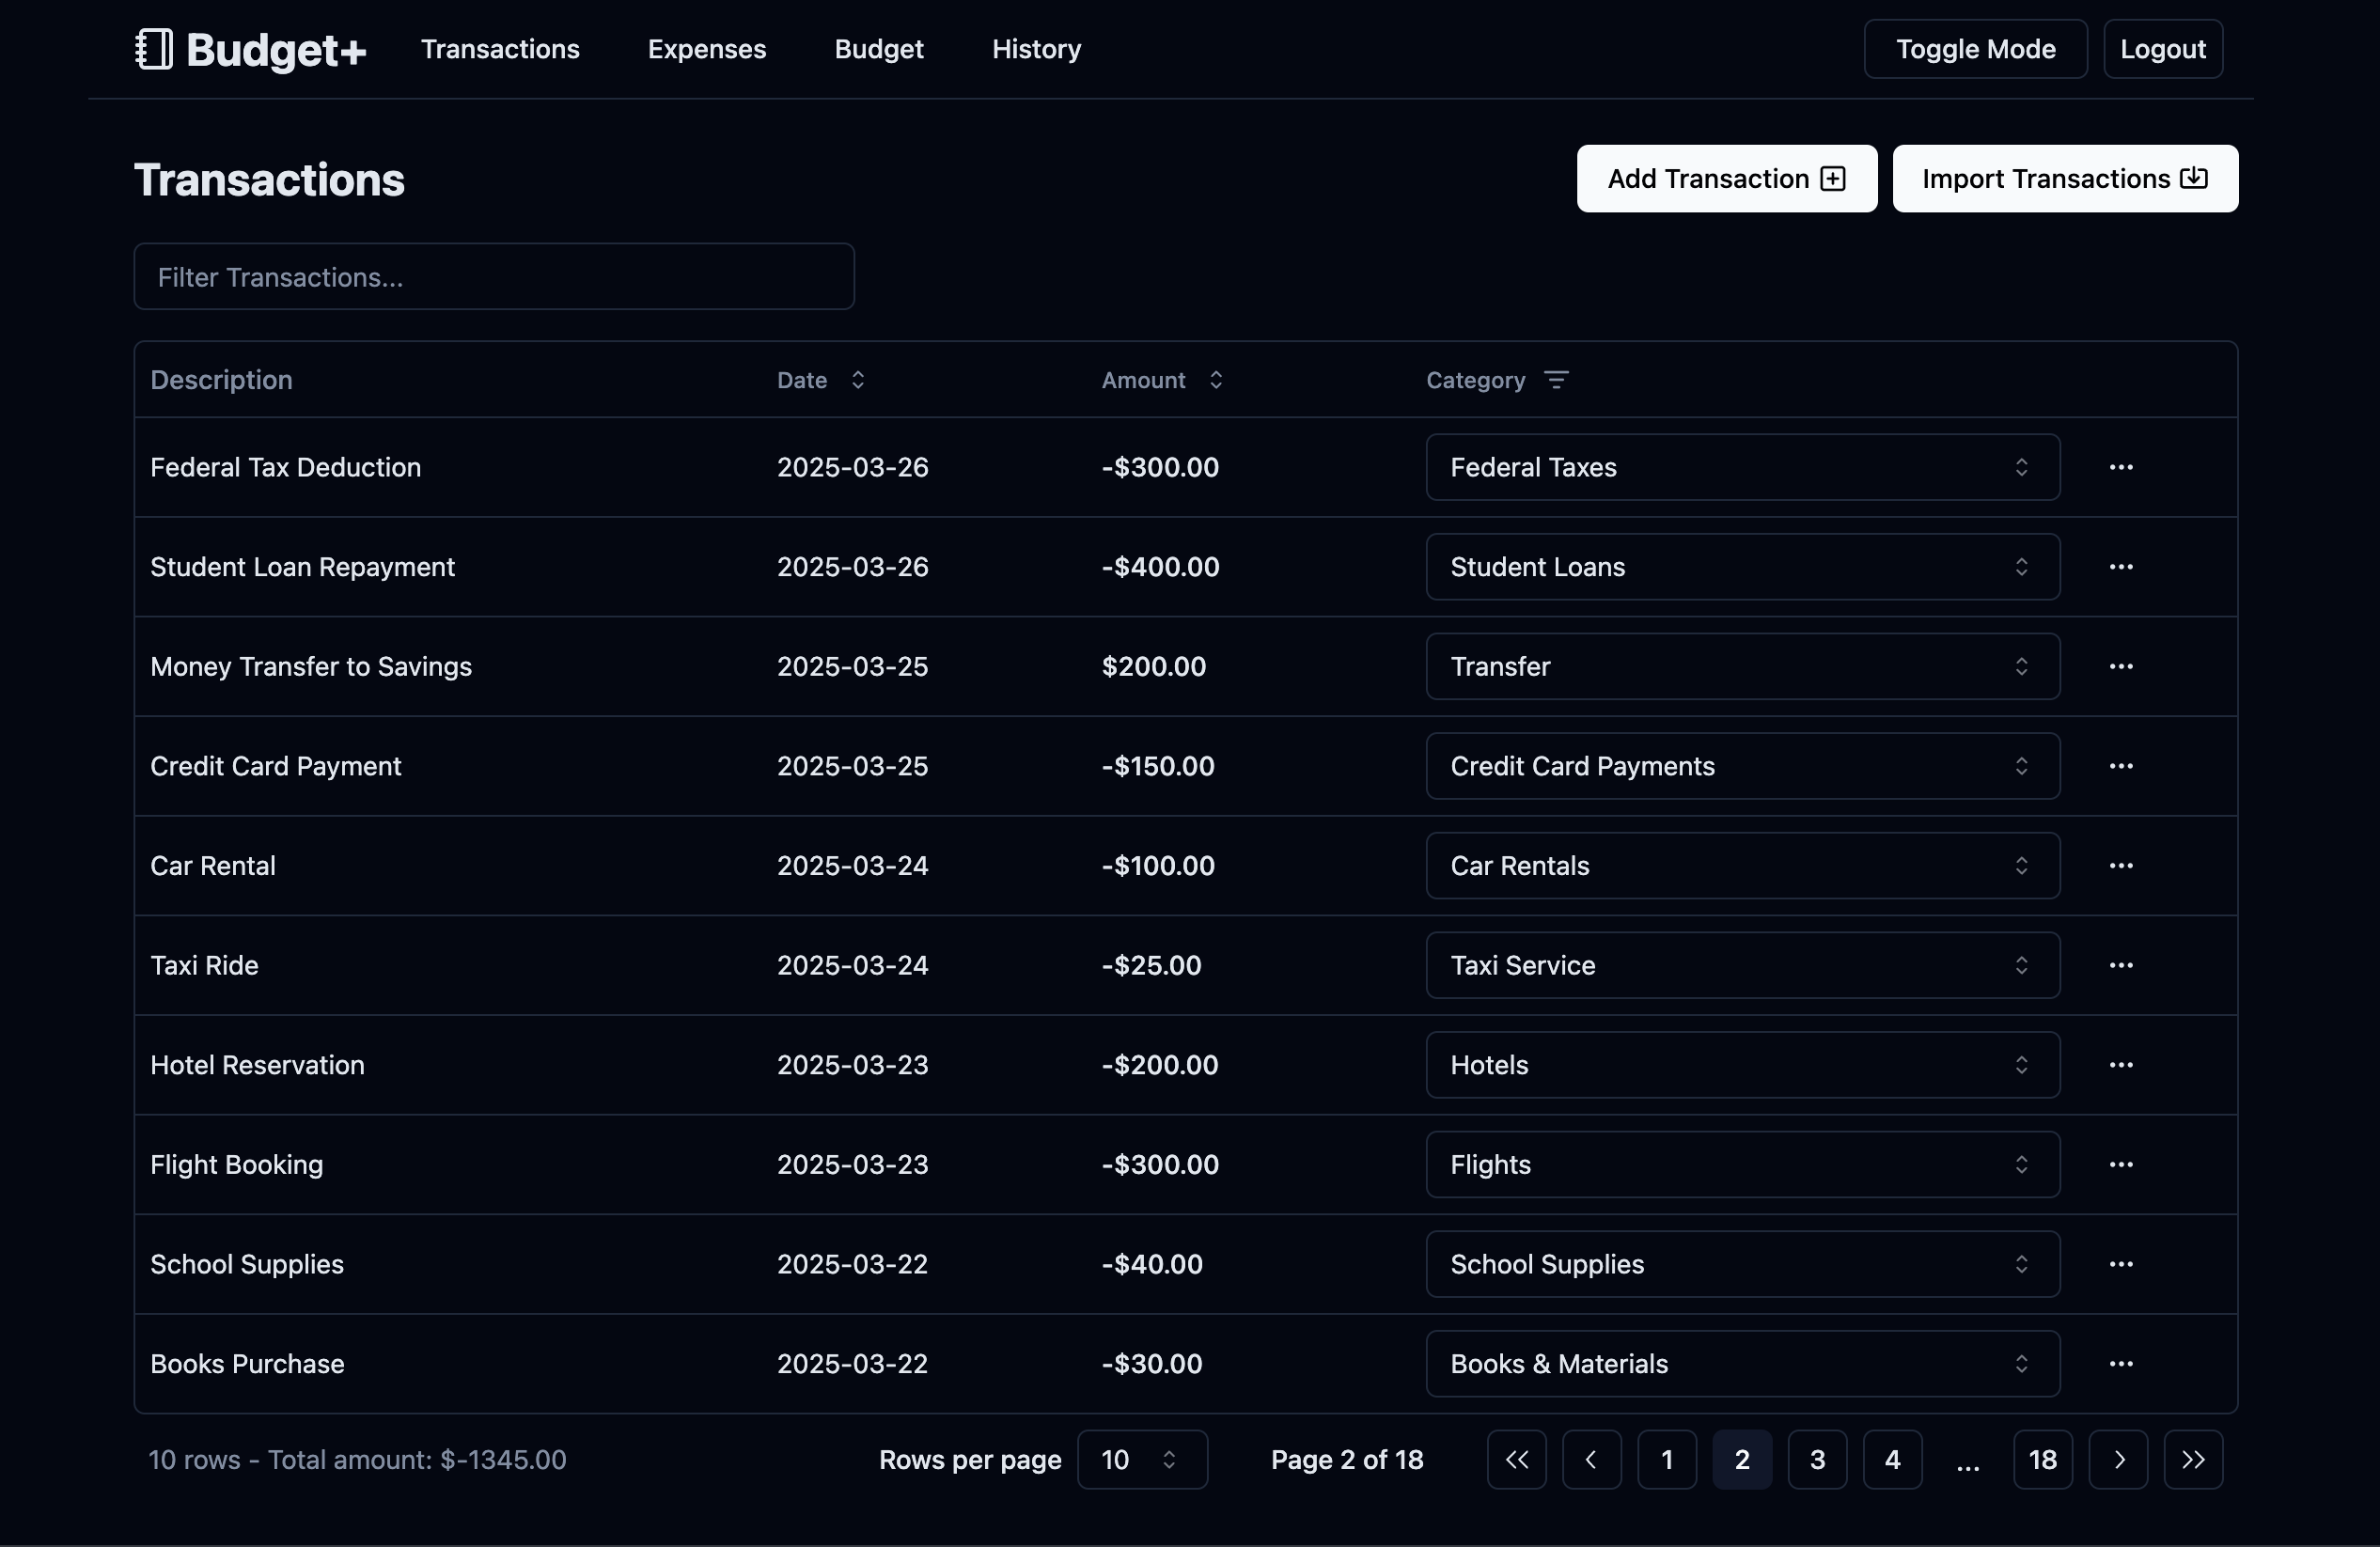 Budget+ Transactions Expenses Budget History Toggle Mode Logout
Transactions Add Transaction Import Transactions
Filter Transactions...
Description Date Amount Category
Federal Tax Deduction 2025-03-26 -$300.00 Federal Taxes
Student Loan Repayment 2025-03-26 -$400.00 Student Loans
Money Transfer to Savings 2025-03-25 $200.00 Transfer
Credit Card Payment 2025-03-25 -$150.00 Credit Card Payments
Car Rental 2025-03-24 -$100.00 Car Rentals
Taxi Ride 2025-03-24 -$25.00 Taxi Service
Hotel Reservation 2025-03-23 -$200.00 Hotels
Flight Booking 2025-03-23 -$300.00 Flights
School Supplies 2025-03-22 -$40.00 School Supplies
Books Purchase 2025-03-22 -$30.00 Books & Materials
10 rows - Total amount: $-1345.00 Rows per page 10 Page 2 of 18 1 2 3 4 ... 18